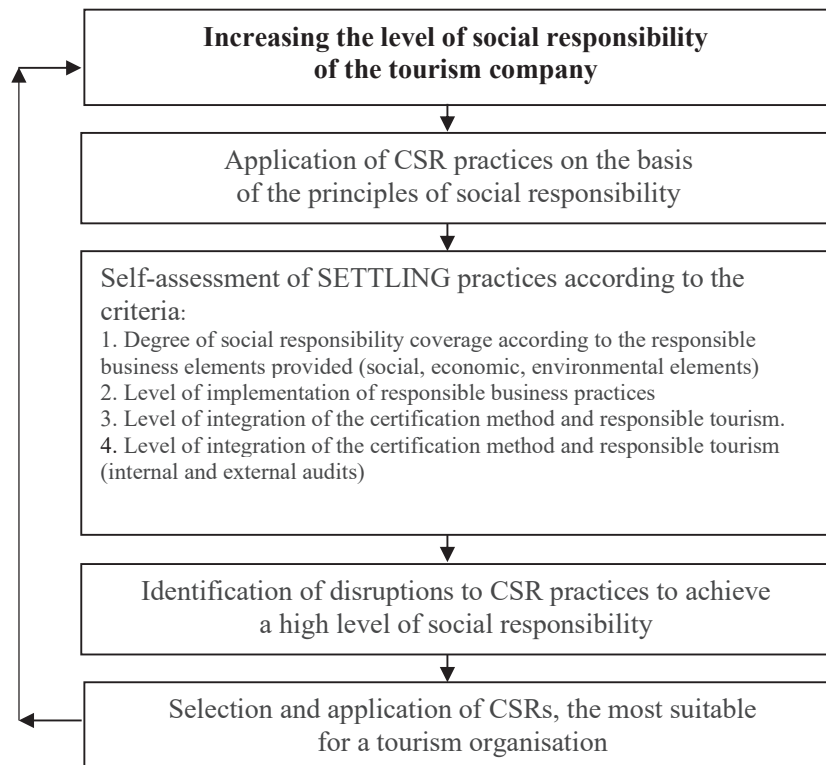 Increasing the level of social responsibility
of the tourism company
Application of CSR practices on the basis
of the principles of social responsibility
Self-assessment of SETTLING practices according to the
criteria:
1. Degree of social responsibility coverage according to the responsible
business elements provided (social, economic, environmental elements)
2. Level of implementation of responsible business practices
3. Level of integration of the certification method and responsible tourism.
4. Level of integration of the certification method and responsible tourism
(internal and external audits)
Identification of disruptions to CSR practices to achieve
a high level of social responsibility
Selection and application of CSRs, the most suitable
for a tourism organisation